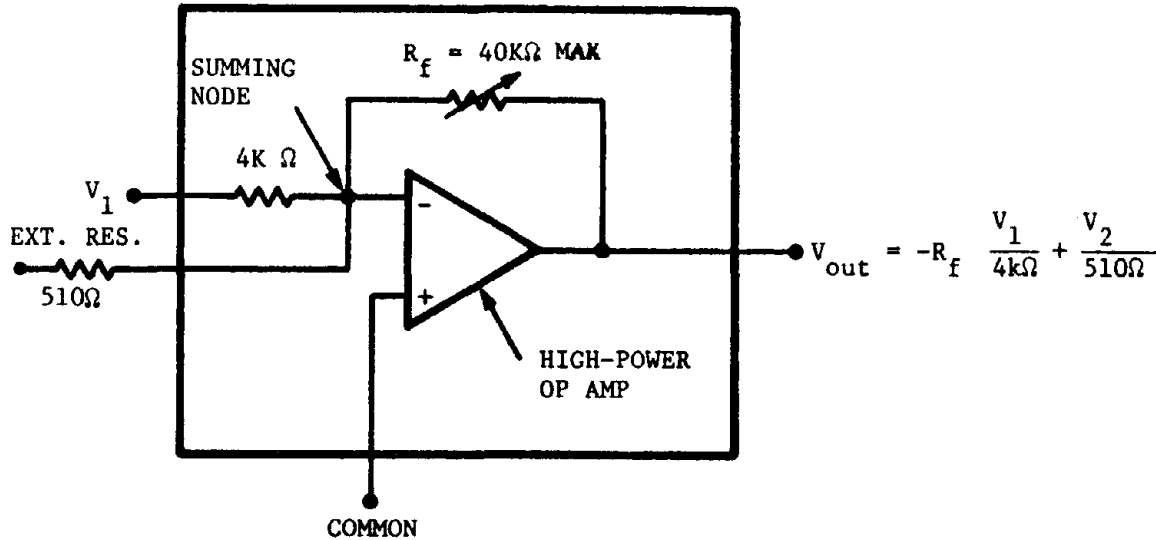 R_f = 40KΩ MAK
SUMMING
NODE
4K Ω
V_1
EXT. RES.
510Ω
-
+
V_out = -R_f V_1/4kΩ + V_2/510Ω
HIGH-POWER
OP AMP
COMMON